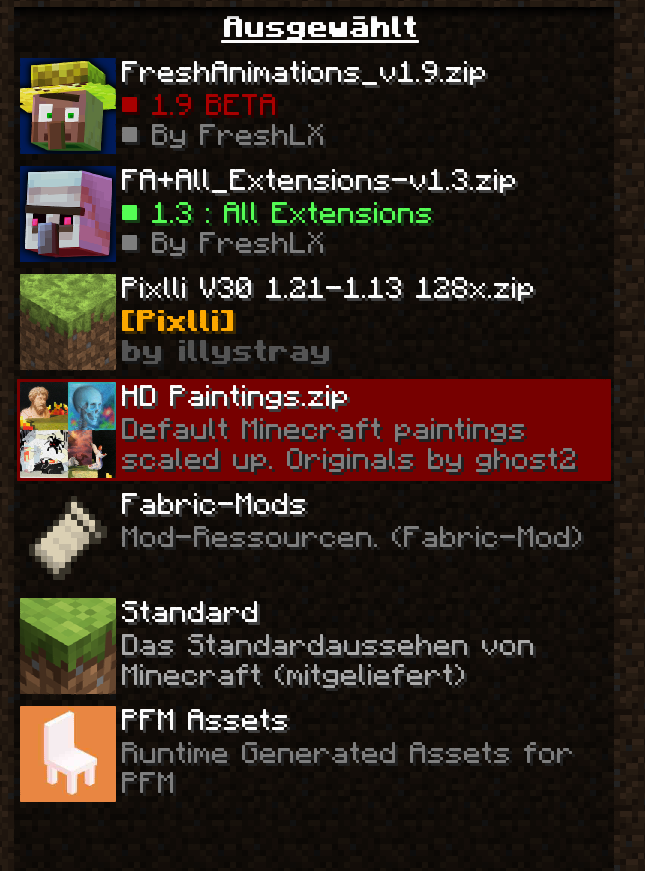 Ausgewählt
FreshAnimations_v1.9.zip
1.9 BETA
By FreshLX
FA+All_Extensions-v1.3.zip
1.3 : All Extensions
By FreshLX
Pixlli V30 1.21-1.13 128x.zip
[Pixlli]
by illystray
HD Paintings.zip
Default Minecraft paintings
scaled up. Originals by ghost2
Fabric-Mods
Mod-Ressourcen. (Fabric-Mod)
Standard
Das Standardaussehen von
Minecraft (mitgeliefert)
PFM Assets
Runtime Generated Assets for
PFM